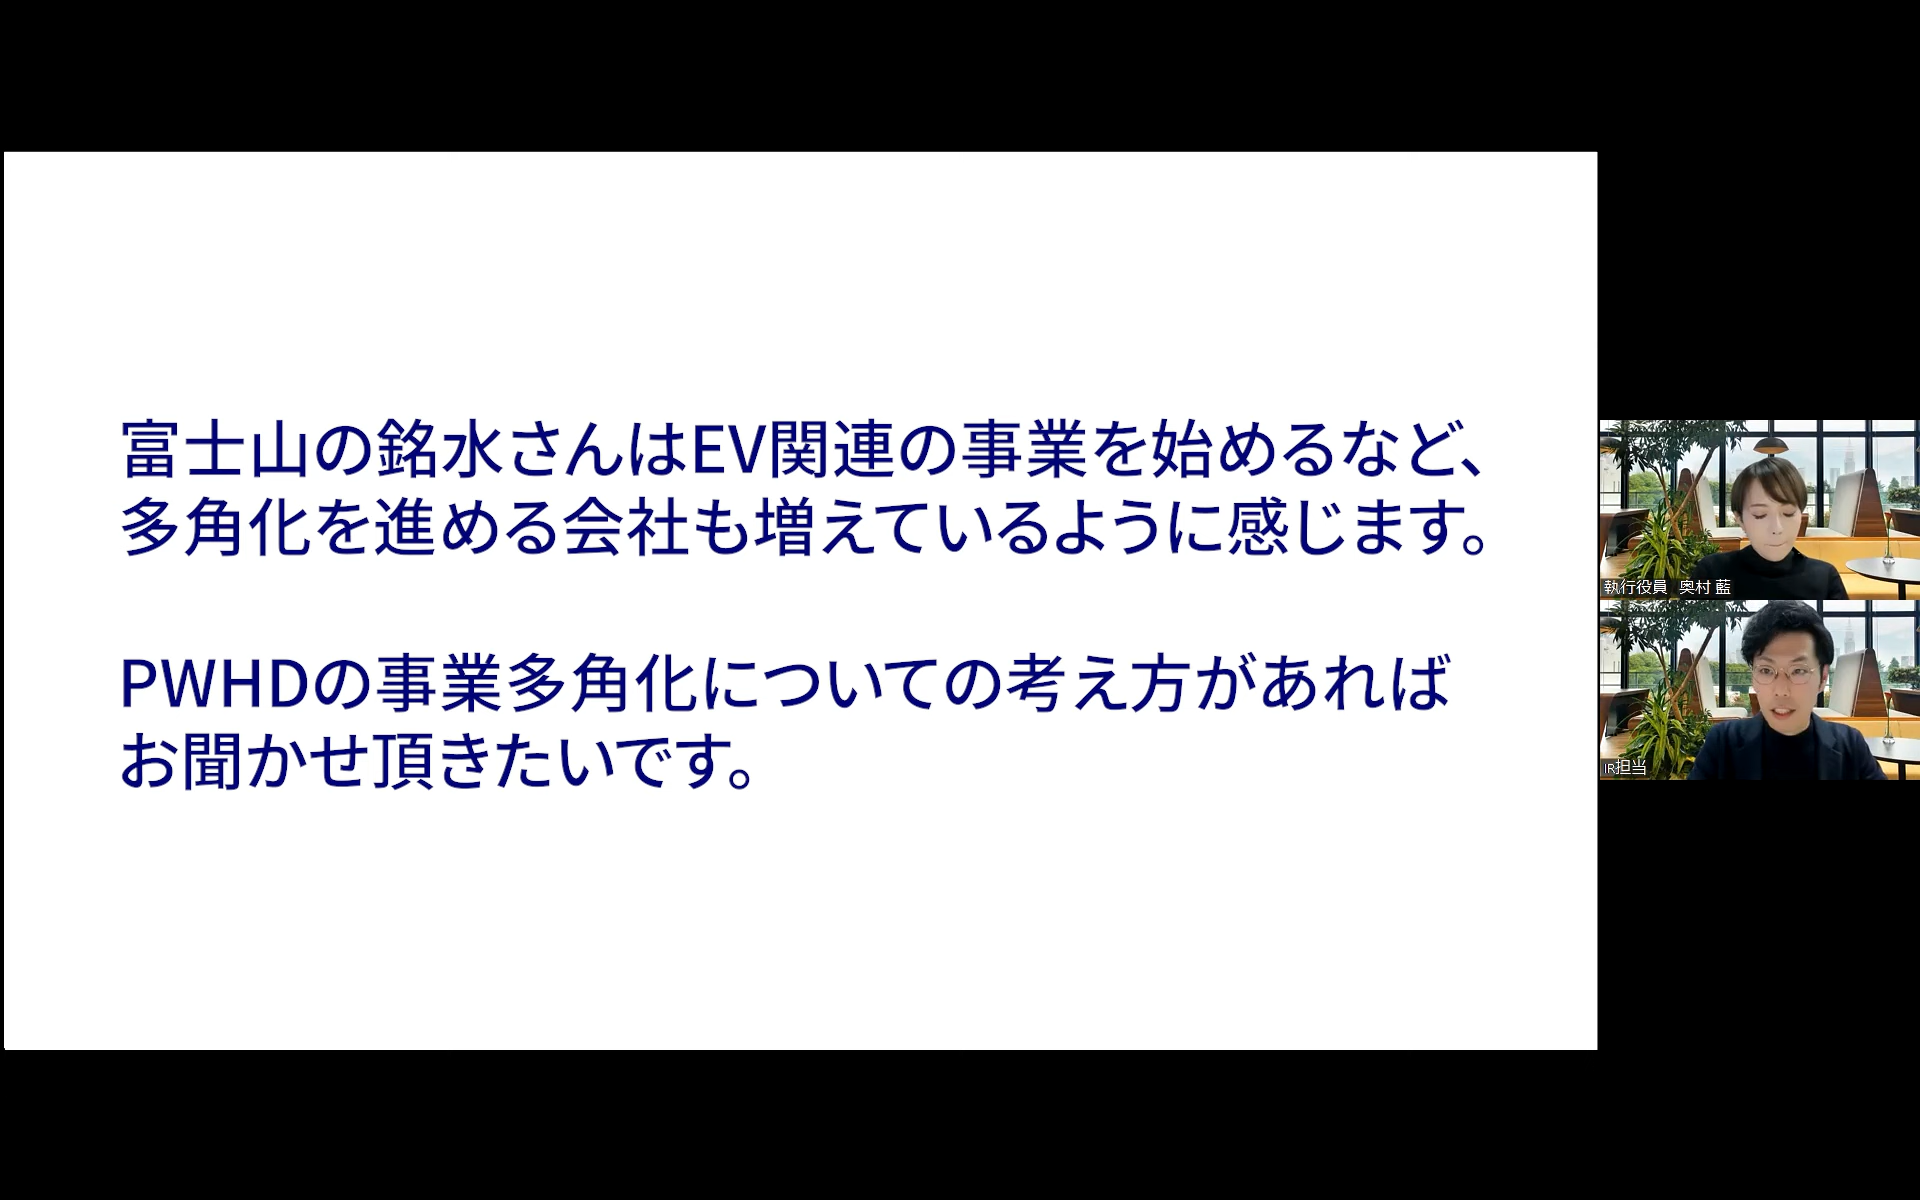 富士山の銘水さんはEV関連の事業を始めるなど、
多角化を進める会社も増えているように感じます。
PWHDの事業多角化についての考え方があれば
お聞かせ頂きたいです。
執行役員 奥村 藍
IR担当